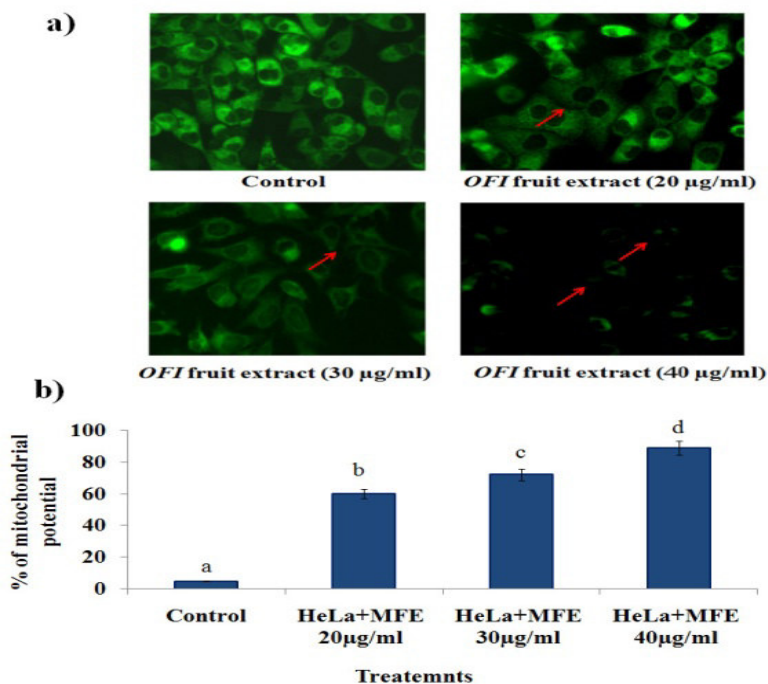 a)
Control
OFI fruit extract (20 µg/ml)
OFI fruit extract (30 µg/ml)
OFI fruit extract (40 µg/ml)
b)
% of mitochondrial
potential
100
80
60
40
20
0
a
b
c
d
Control
HeLa+MFE
20µg/ml
HeLa+MFE
30µg/ml
HeLa+MFE
40µg/ml
Treatemnts